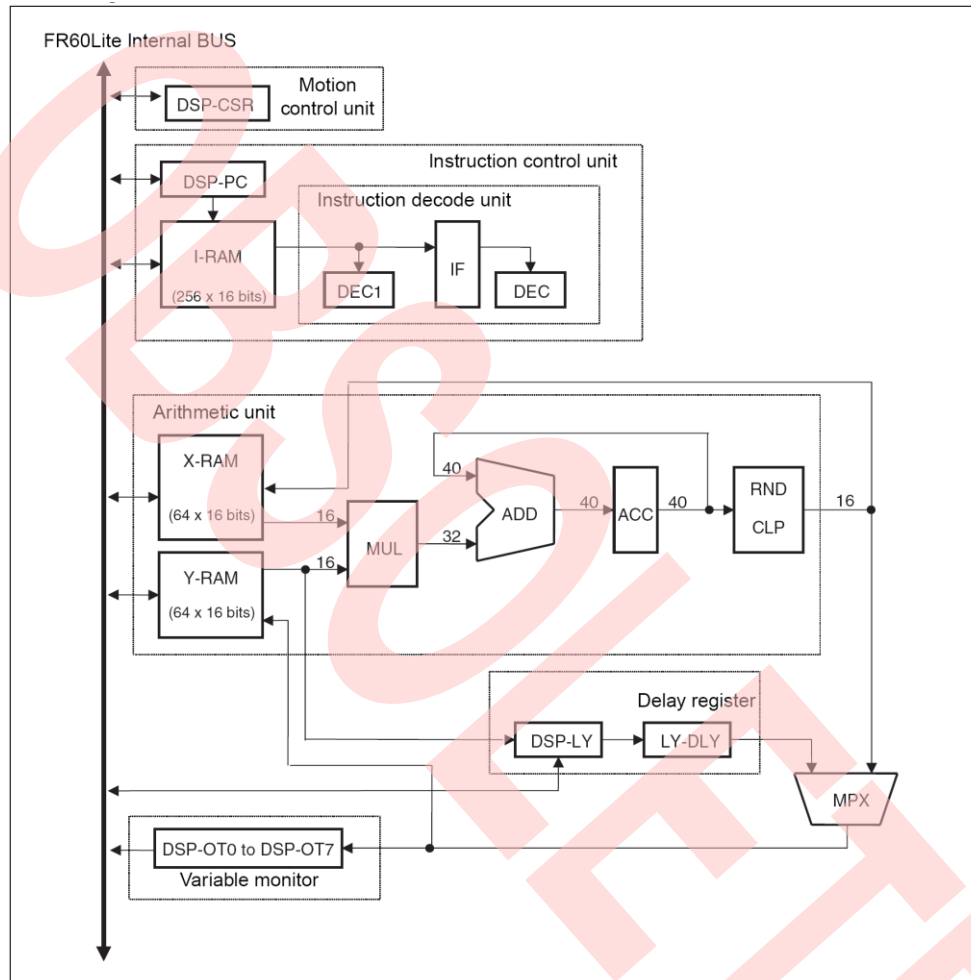 FR60Lite Internal BUS
Motion
control unit
DSP-CSR
Instruction control unit
DSP-PC
Instruction decode unit
I-RAM
(256 x 16 bits)
IF
DEC1
DEC
Arithmetic unit
X-RAM
(64 x 16 bits)
16
MUL
40
ADD
32
40
ACC
40
RND
CLP
16
Y-RAM
(64 x 16 bits)
16
Delay register
DSP-LY
LY-DLY
MPX
DSP-OT0 to DSP-OT7
Variable monitor
OBSOLETE